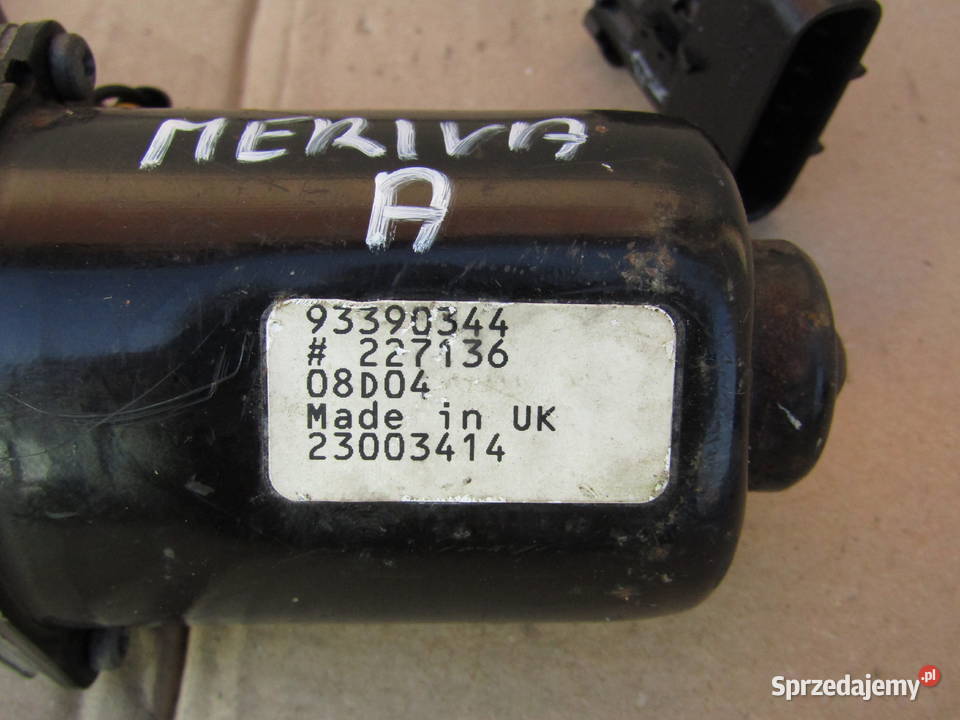 MERIVA
A
93390344
# 227136
08D04
Made in UK
23003414
Sprzedajemy.pl